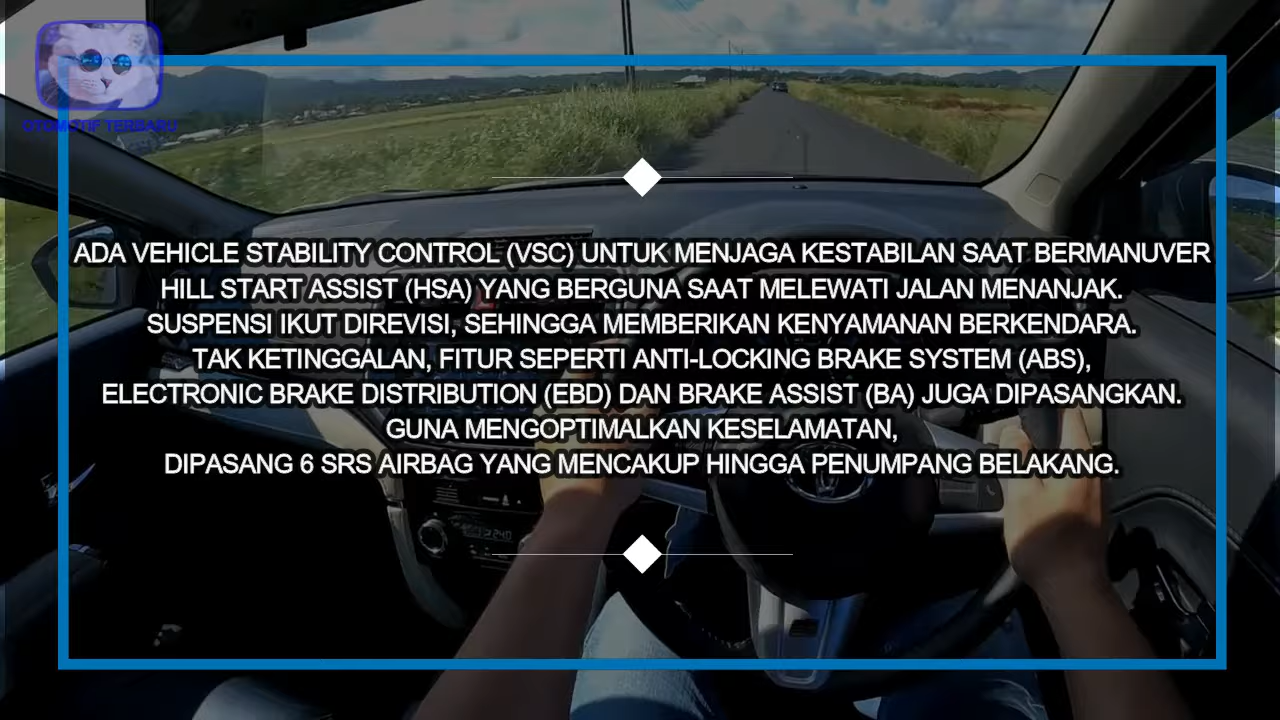 OTOMOTIF TERBARU
ADA VEHICLE STABILITY CONTROL (VSC) UNTUK MENJAGA KESTABILAN SAAT BERMANUVER
HILL START ASSIST (HSA) YANG BERGUNA SAAT MELEWATI JALAN MENANJAK.
SUSPENSI IKUT DIREVISI, SEHINGGA MEMBERIKAN KENYAMANAN BERKENDARA.
TAK KETINGGALAN, FITUR SEPERTI ANTI-LOCKING BRAKE SYSTEM (ABS),
ELECTRONIC BRAKE DISTRIBUTION (EBD) DAN BRAKE ASSIST (BA) JUGA DIPASANGKAN.
GUNA MENGOPTIMALKAN KESELAMATAN,
DIPASANG 6 SRS AIRBAG YANG MENCAKUP HINGGA PENUMPANG BELAKANG.